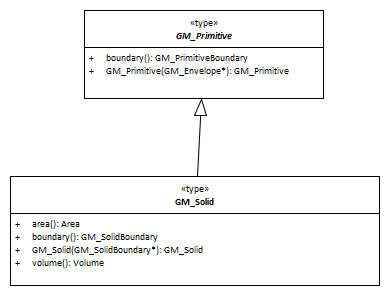 «type»
GM_Primitive
+ boundary(): GM_PrimitiveBoundary
+ GM_Primitive(GM_Envelope*): GM_Primitive
«type»
GM_Solid
+ area(): Area
+ boundary(): GM_SolidBoundary
+ GM_Solid(GM_SolidBoundary*): GM_Solid
+ volume(): Volume